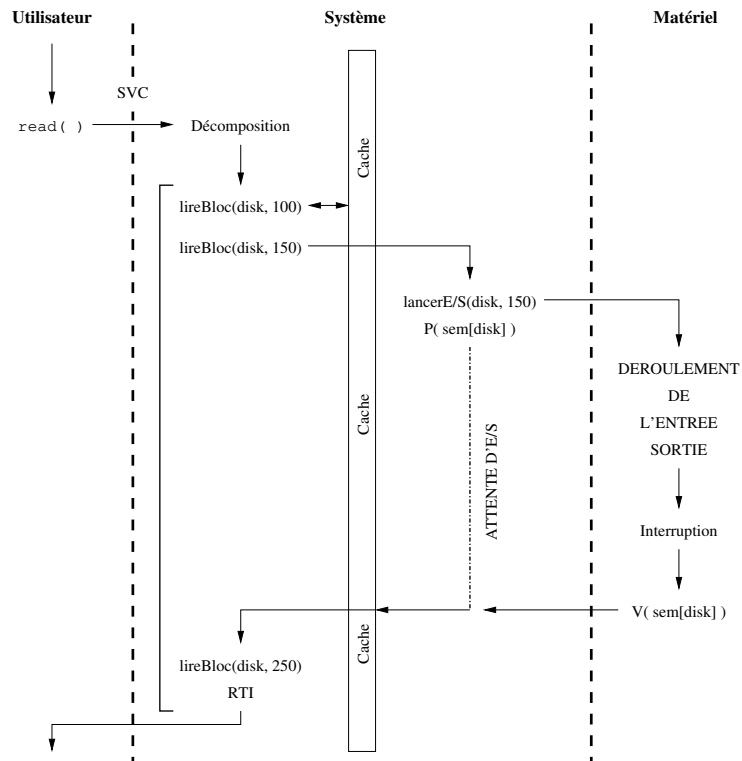 Utilisateur
Système
Matériel
SVC
read( )
Décomposition
Cache
lireBloc(disk, 100)
lireBloc(disk, 150)
lancerE/S(disk, 150)
P( sem[disk] )
DEROULEMENT
DE
L'ENTREE
SORTIE
Cache
ATTENTE D'E/S
Interruption
V( sem[disk] )
Cache
lireBloc(disk, 250)
RTI